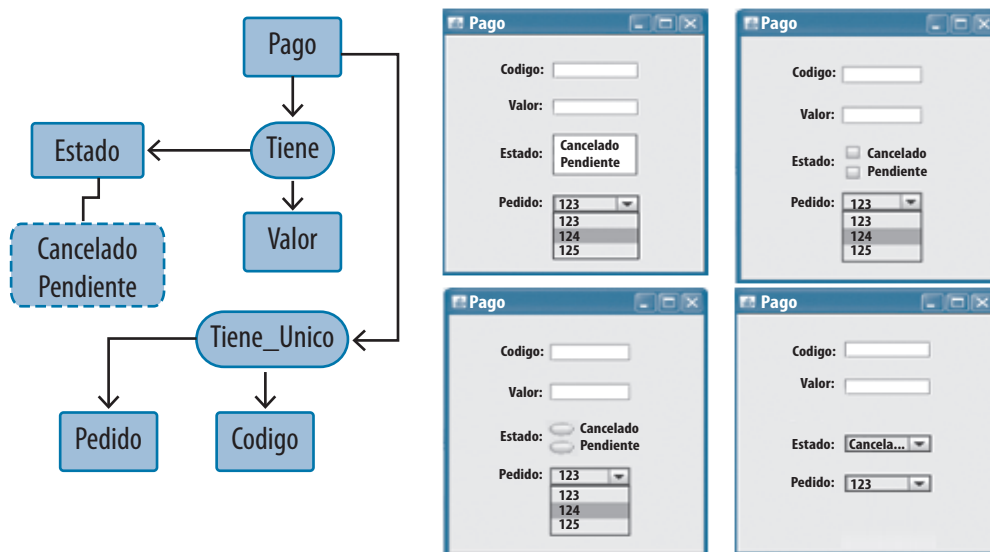 Pago
Tiene
Estado
Cancelado
Pendiente
Valor
Tiene_Unico
Pedido
Codigo
Pago
Codigo:
Valor:
Estado: Cancelado
Pendiente
Pedido: 123
123
124
125
Pago
Codigo:
Valor:
Estado: Cancelado
Pendiente
Pedido: 123
123
124
125
Pago
Codigo:
Valor:
Estado: Cancelado
Pendiente
Pedido: 123
123
124
125
Pago
Codigo:
Valor:
Estado: Cancela...
Pedido: 123